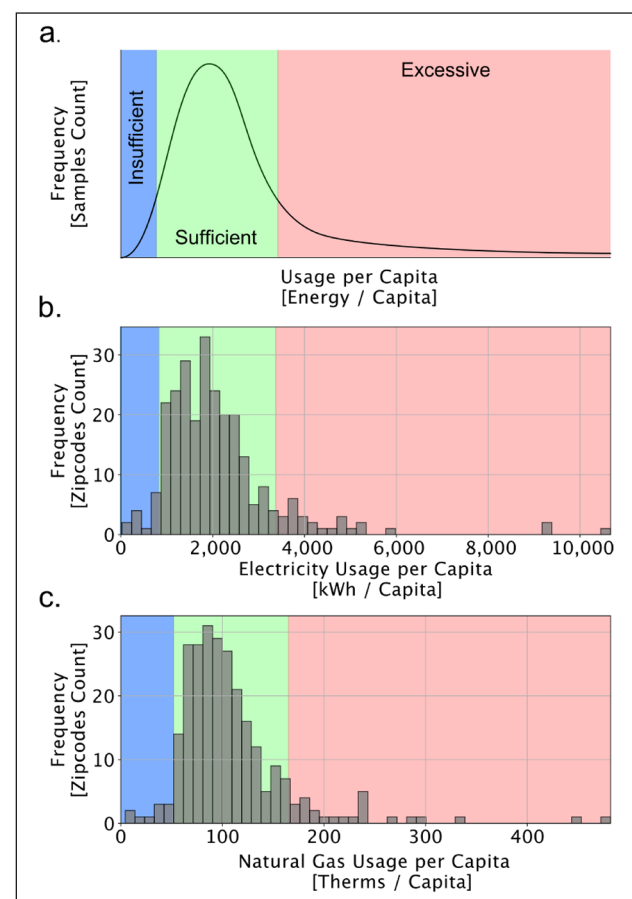 a.
Frequency
[Samples Count]
Insufficient
Sufficient
Excessive
Usage per Capita
[Energy / Capita]
b.
Frequency
[Zipcodes Count]
30
20
10
0
0 2,000 4,000 6,000 8,000 10,000
Electricity Usage per Capita
[kWh / Capita]
c.
Frequency
[Zipcodes Count]
30
20
10
0
0 100 200 300 400
Natural Gas Usage per Capita
[Therms / Capita]